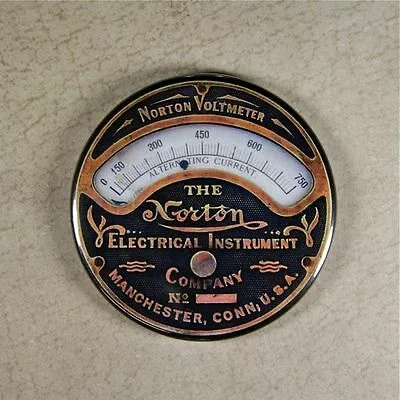 NORTON VOLTMETER
0 150 300 450 600 750
ALTERNATING CURRENT
THE
Norton
ELECTRICAL INSTRUMENT
COMPANY
No
MANCHESTER, CONN, U.S.A.